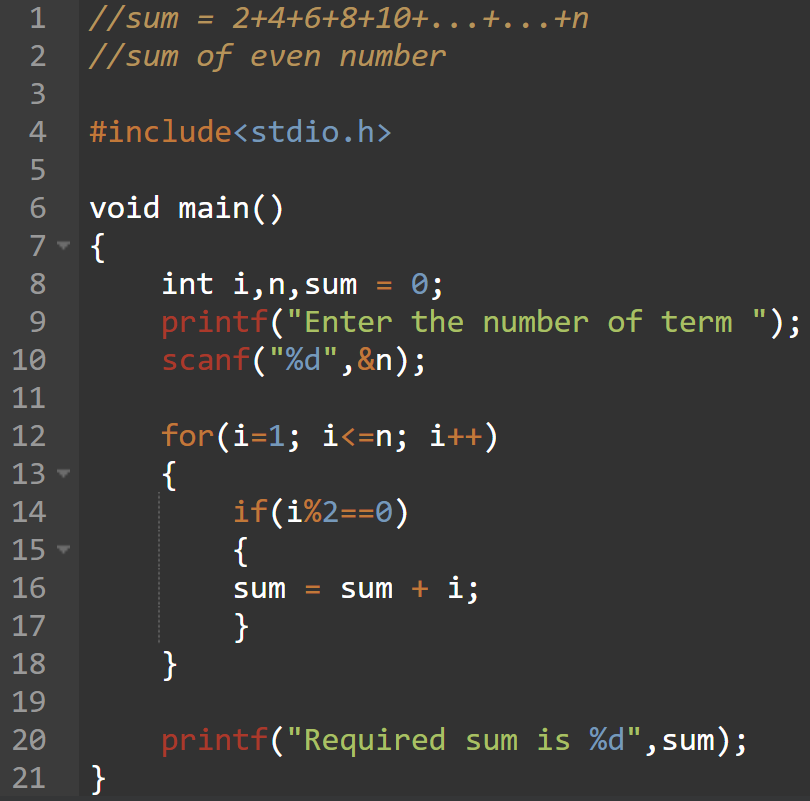 1 //sum = 2+4+6+8+10+...+...+n
2 //sum of even number
3
4 #include<stdio.h>
5
6 void main()
7 {
8     int i,n,sum = 0;
9     printf("Enter the number of term ");
10     scanf("%d",&n);
11
12     for(i=1; i<=n; i++)
13     {
14         if(i%2==0)
15         {
16         sum = sum + i;
17         }
18     }
19
20     printf("Required sum is %d",sum);
21 }